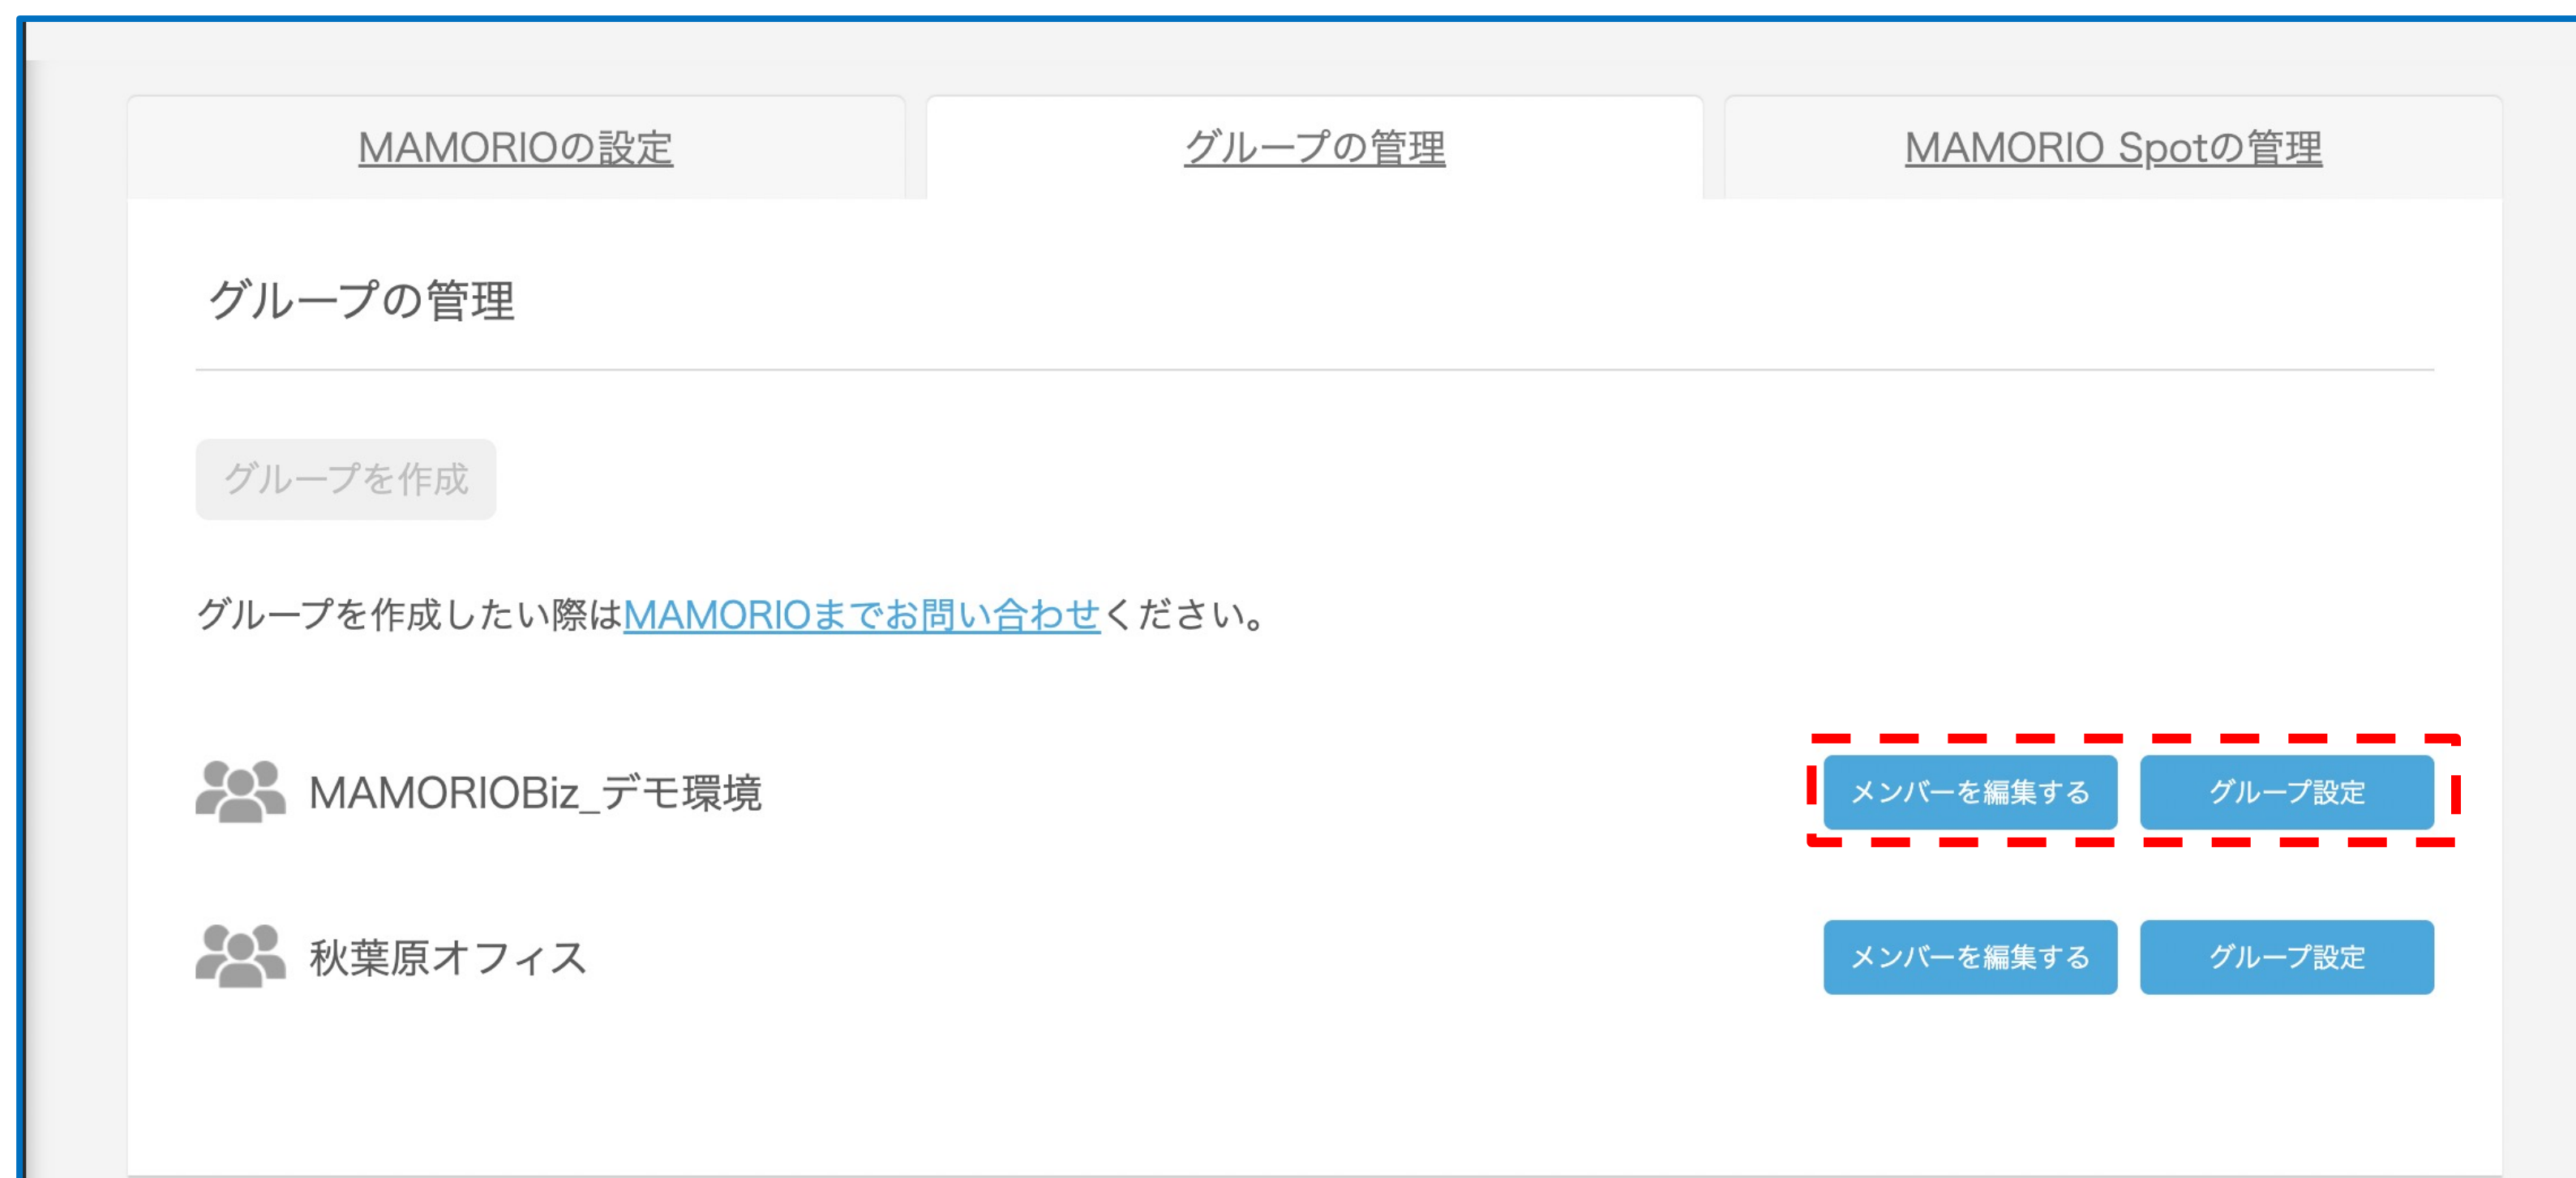 MAMORIOの設定
グループの管理
MAMORIO Spotの管理
グループの管理
グループを作成
グループを作成したい際はMAMORIOまでお問い合わせください。
MAMORIOBiz_デモ環境
メンバーを編集する
グループ設定
秋葉原オフィス
メンバーを編集する
グループ設定